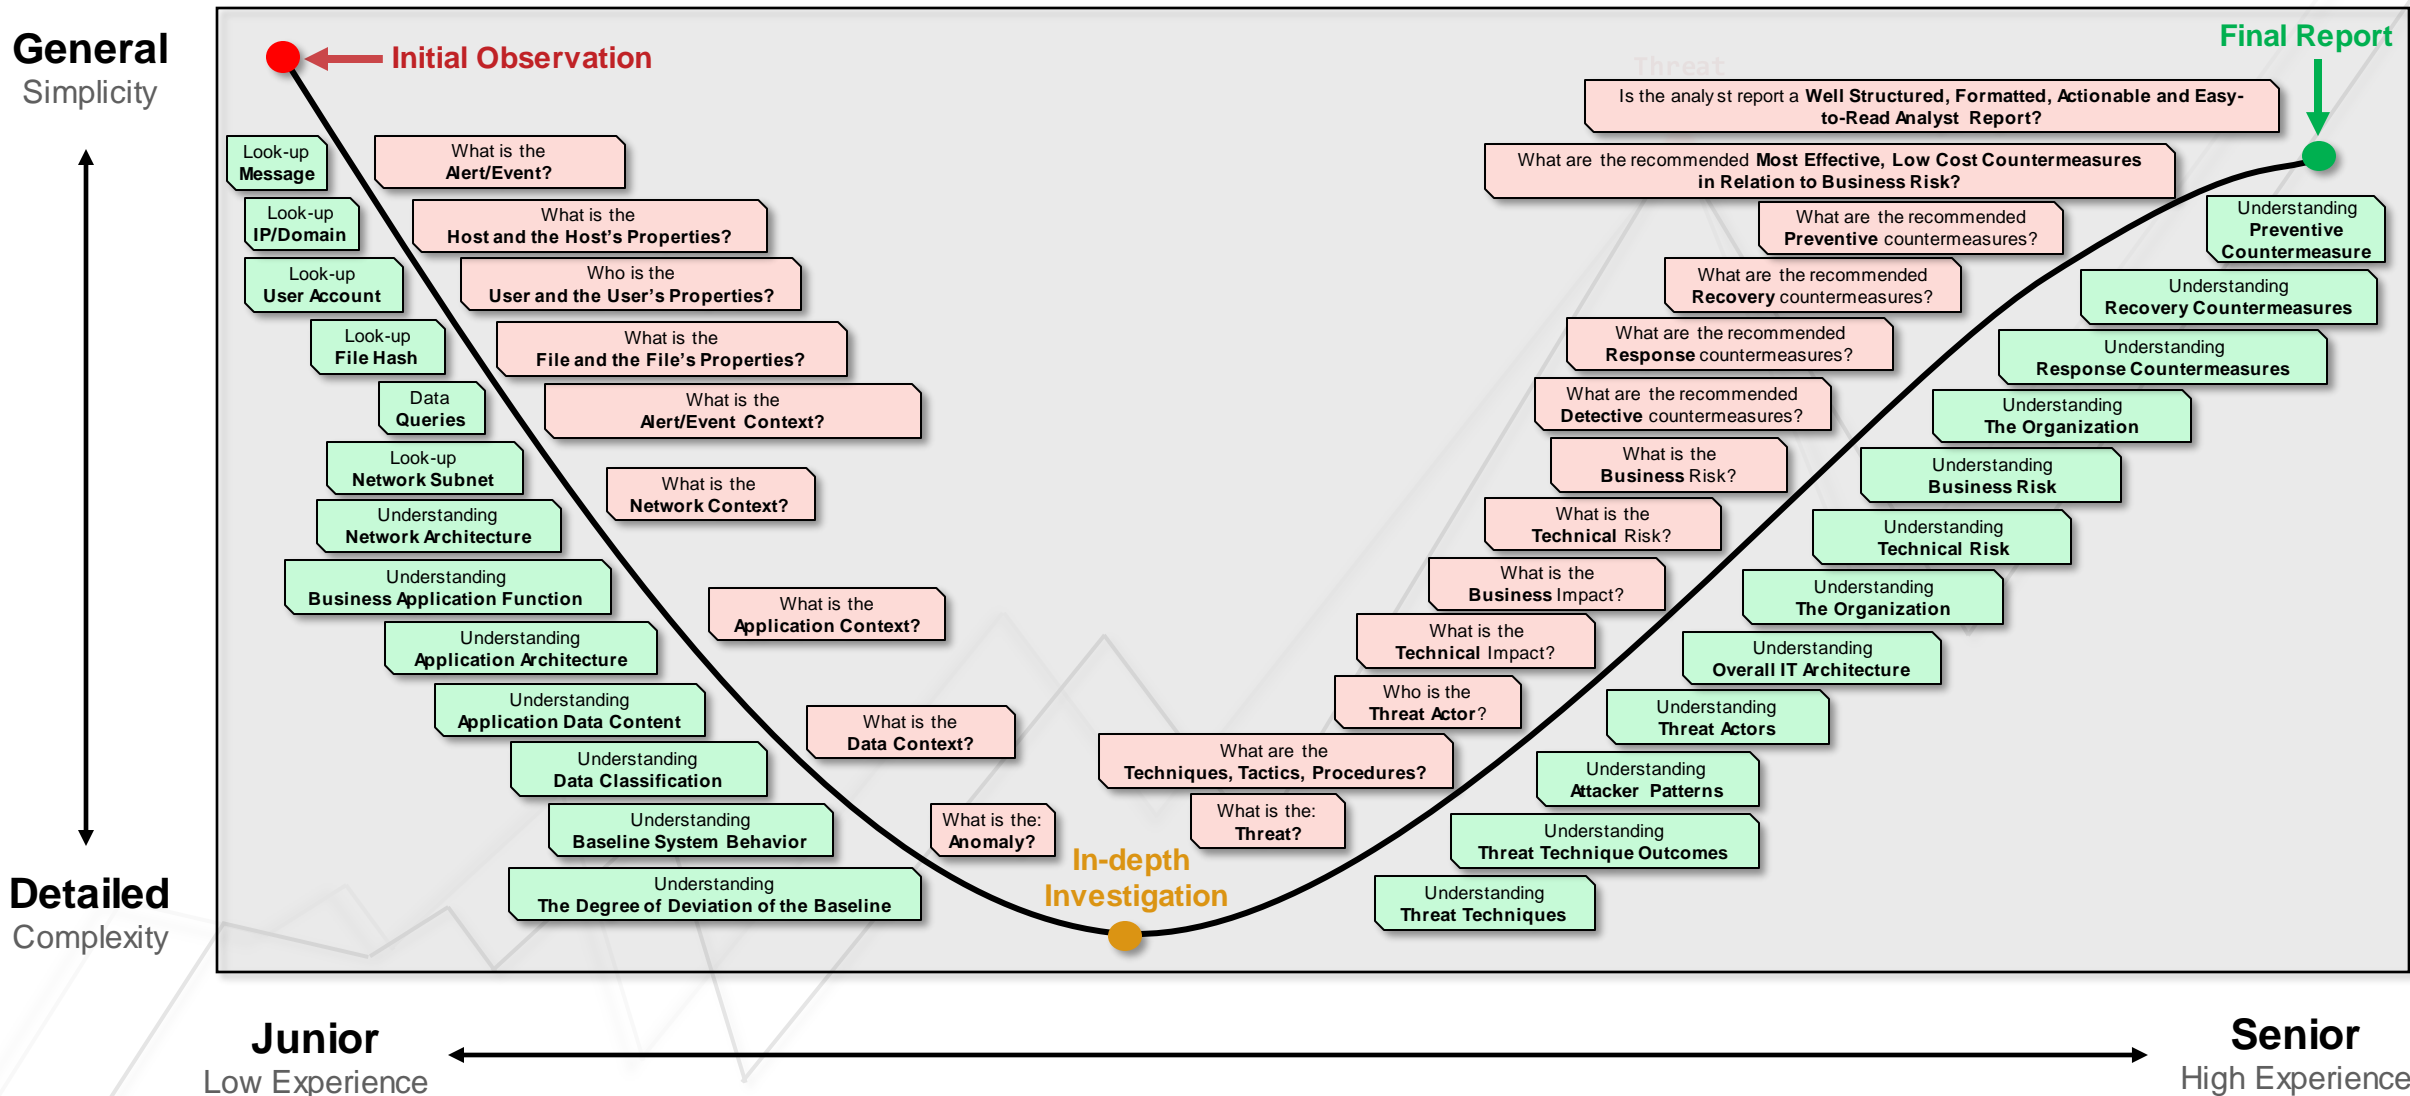 General
Simplicity
Detailed
Complexity
Junior
Low Experience
Senior
High Experience
Initial Observation
Final Report
Threat
In-depth
Investigation
Look-up
Message
Look-up
IP/Domain
Look-up
User Account
Look-up
File Hash
Data
Queries
Look-up
Network Subnet
Understanding
Network Architecture
Understanding
Business Application Function
Understanding
Application Architecture
Understanding
Application Data Content
Understanding
Data Classification
Understanding
Baseline System Behavior
Understanding
The Degree of Deviation of the Baseline
What is the
Alert/Event?
What is the
Host and the Host's Properties?
Who is the
User and the User's Properties?
What is the
File and the File's Properties?
What is the
Alert/Event Context?
What is the
Network Context?
What is the
Application Context?
What is the
Data Context?
What is the:
Anomaly?
Is the analyst report a Well Structured, Formatted, Actionable and Easy-
to-Read Analyst Report?
What are the recommended Most Effective, Low Cost Countermeasures
in Relation to Business Risk?
What are the recommended
Preventive countermeasures?
What are the recommended
Recovery countermeasures?
What are the recommended
Response countermeasures?
What are the recommended
Detective countermeasures?
What is the
Business Risk?
What is the
Technical Risk?
What is the
Business Impact?
What is the
Technical Impact?
Who is the
Threat Actor?
What are the
Techniques, Tactics, Procedures?
What is the:
Threat?
Understanding
Preventive
Countermeasure
Understanding
Recovery Countermeasures
Understanding
Response Countermeasures
Understanding
The Organization
Understanding
Business Risk
Understanding
Technical Risk
Understanding
The Organization
Understanding
Overall IT Architecture
Understanding
Threat Actors
Understanding
Attacker Patterns
Understanding
Threat Technique Outcomes
Understanding
Threat Techniques